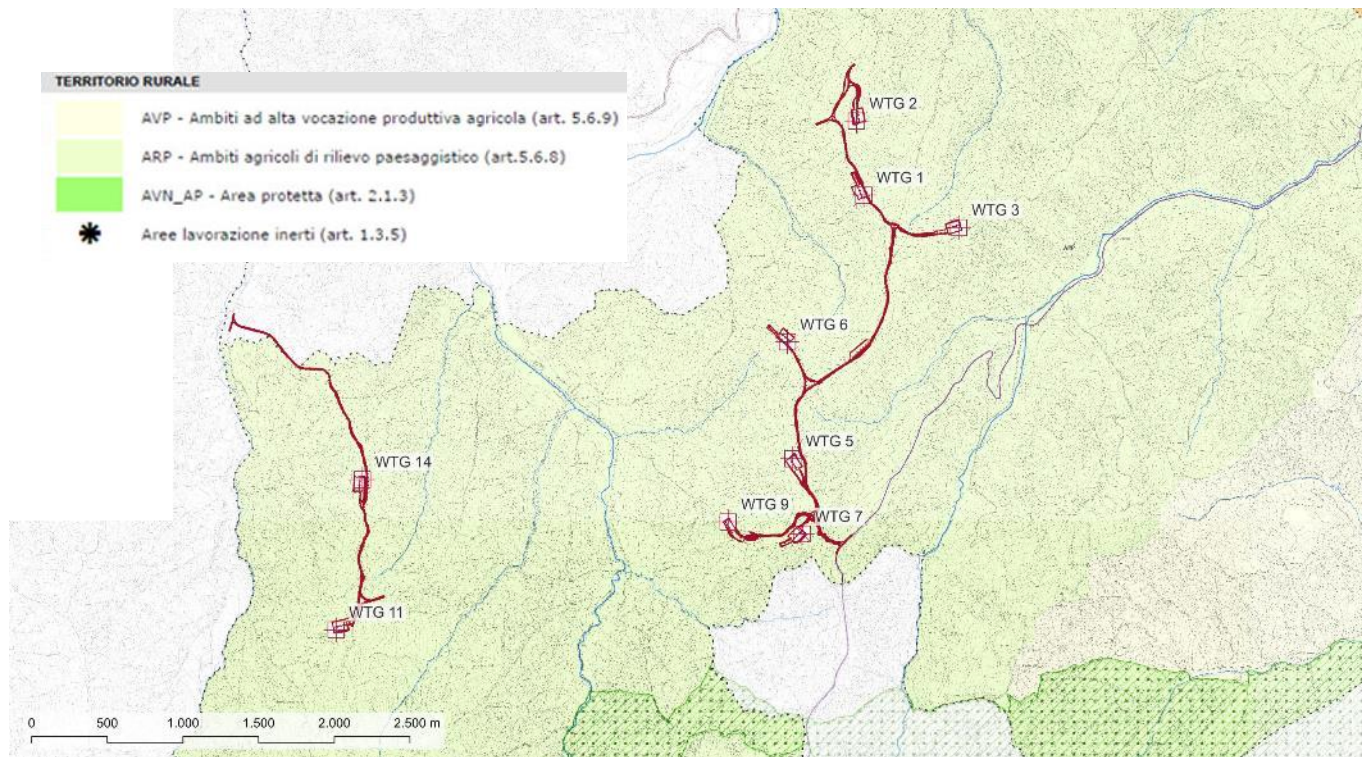 TERRITORIO RURALE
AVP - Ambiti ad alta vocazione produttiva agricola (art. 5.6.9)
ARP - Ambiti agricoli di rilievo paesaggistico (art.5.6.8)
AVN_AP - Area protetta (art. 2.1.3)
Aree lavorazione inerti (art. 1.3.5)
WTG 2
WTG 1
WTG 3
ARP
WTG 6
WTG 5
WTG 14
WTG 9
WTG 7
WTG 11
0 500 1.000 1.500 2.000 2.500 m